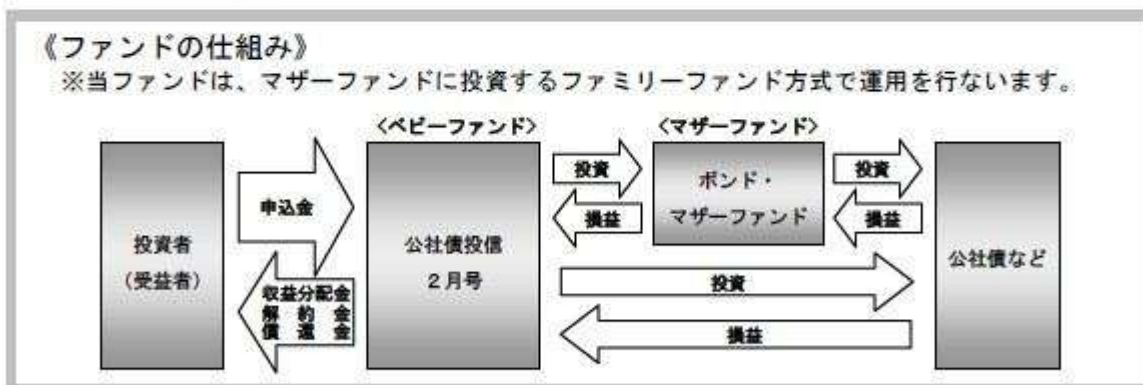 《ファンドの仕組み》
※当ファンドは、マザーファンドに投資するファミリーファンド方式で運用を行ないます。
〈ベビーファンド〉
〈マザーファンド〉
投資者
(受益者)
申込金
収益分配金
解約金
償還金
公社債投信
2月号
投資
損益
ボンド・
マザーファンド
投資
損益
投資
損益
公社債など